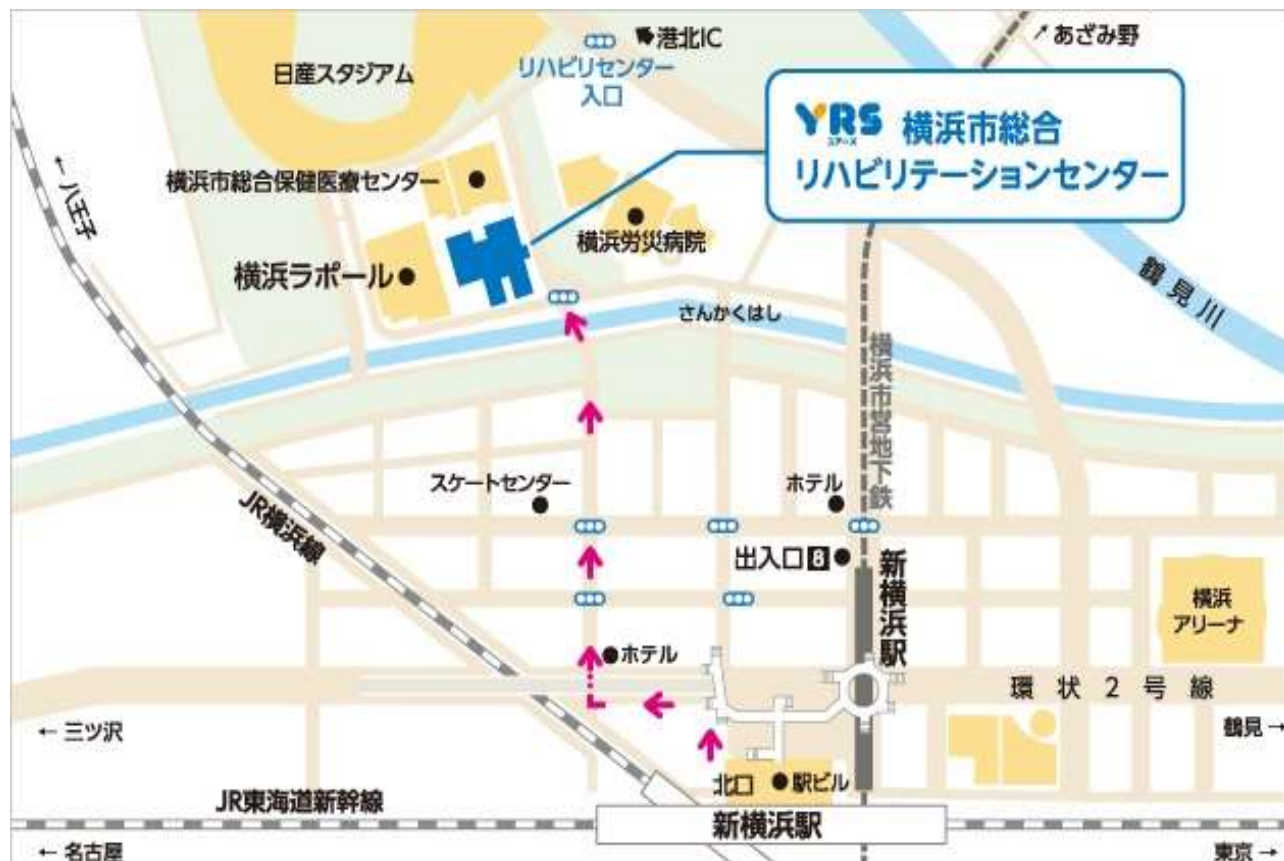 ↗あざみ野
港北IC
リハビリセンター
入口
日産スタジアム
YRS 横浜市総合
リハビリテーションセンター
← 八王子
横浜市総合保健医療センター
横浜労災病院
横浜ラポール
鶴見川
さんかくはし
横浜市営地下鉄
スケートセンター
ホテル
JR横浜線
出入口8
新横浜駅
横浜
アリーナ
ホテル
環状2号線
← 三ツ沢
鶴見 →
北口
駅ビル
JR東海道新幹線
新横浜駅
← 名古屋
東京 →